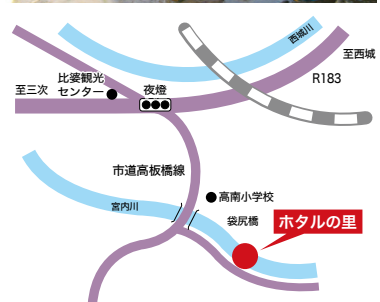 西城川
至西城
R183
比婆観光
センター
至三次
夜燈
市道高板橋線
高南小学校
宮内川
袋尻橋
ホタルの里